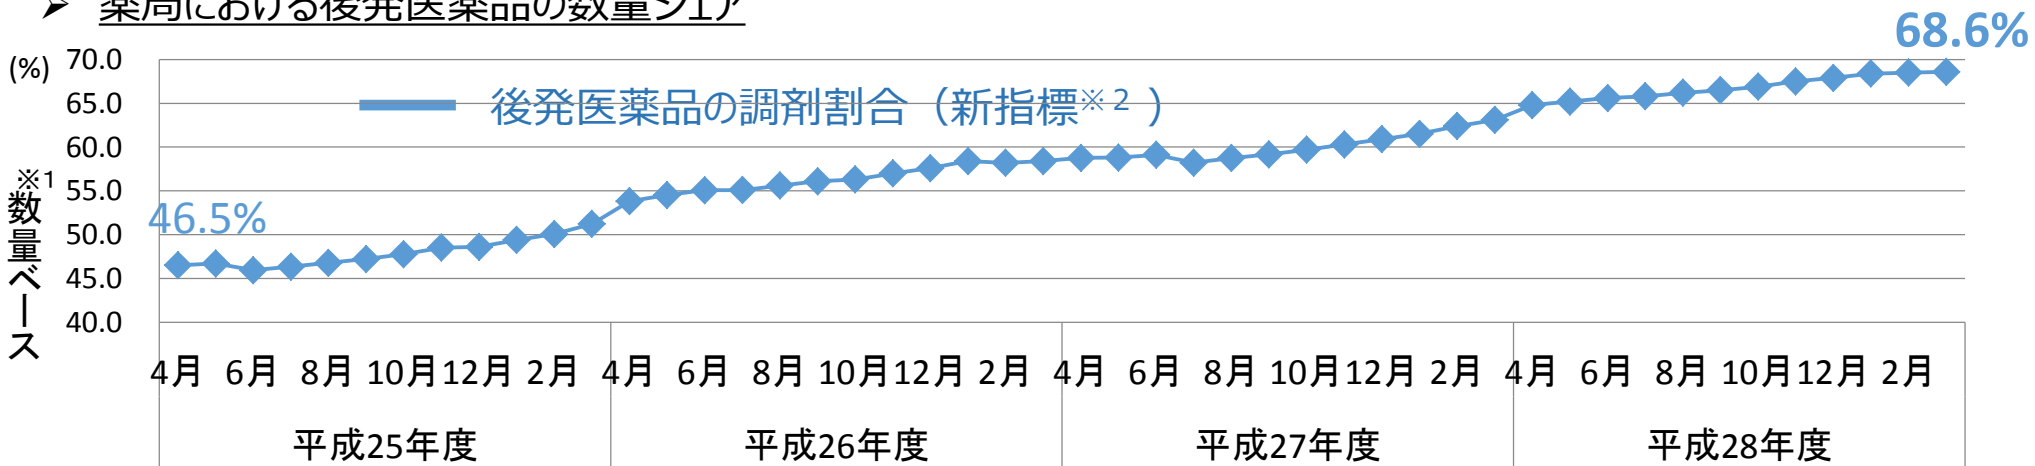 ➢ 薬局における後発医薬品の数量シェア
68.6%
(%)
70.0
65.0
60.0
55.0
50.0
45.0
40.0
※1
数量ベース
後発医薬品の調剤割合（新指標※２ ）
46.5%
4月 6月 8月 10月 12月 2月 4月 6月 8月 10月 12月 2月 4月 6月 8月 10月 12月 2月 4月 6月 8月 10月 12月 2月
平成25年度 平成26年度 平成27年度 平成28年度